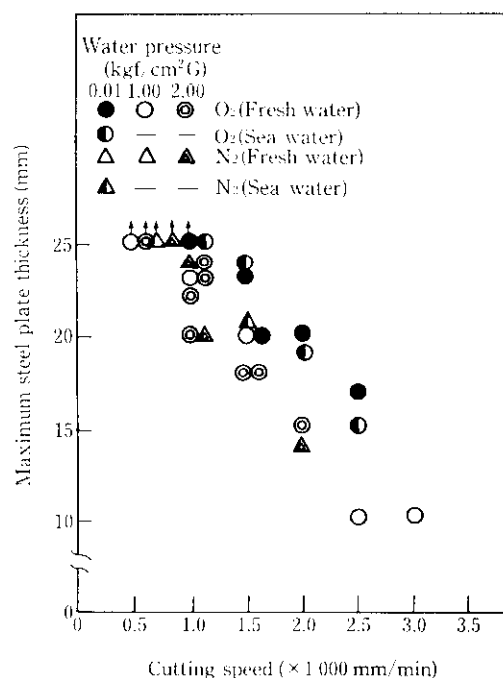 Water pressure
(kgf/cm²G)
0.01 1.00 2.00
O₂(Fresh water)
O₂(Sea water)
N₂(Fresh water)
N₂(Sea water)
Maximum steel plate thickness (mm)
25
20
15
10
0
0 0.5 1.0 1.5 2.0 2.5 3.0 3.5
Cutting speed (×1 000 mm/min)